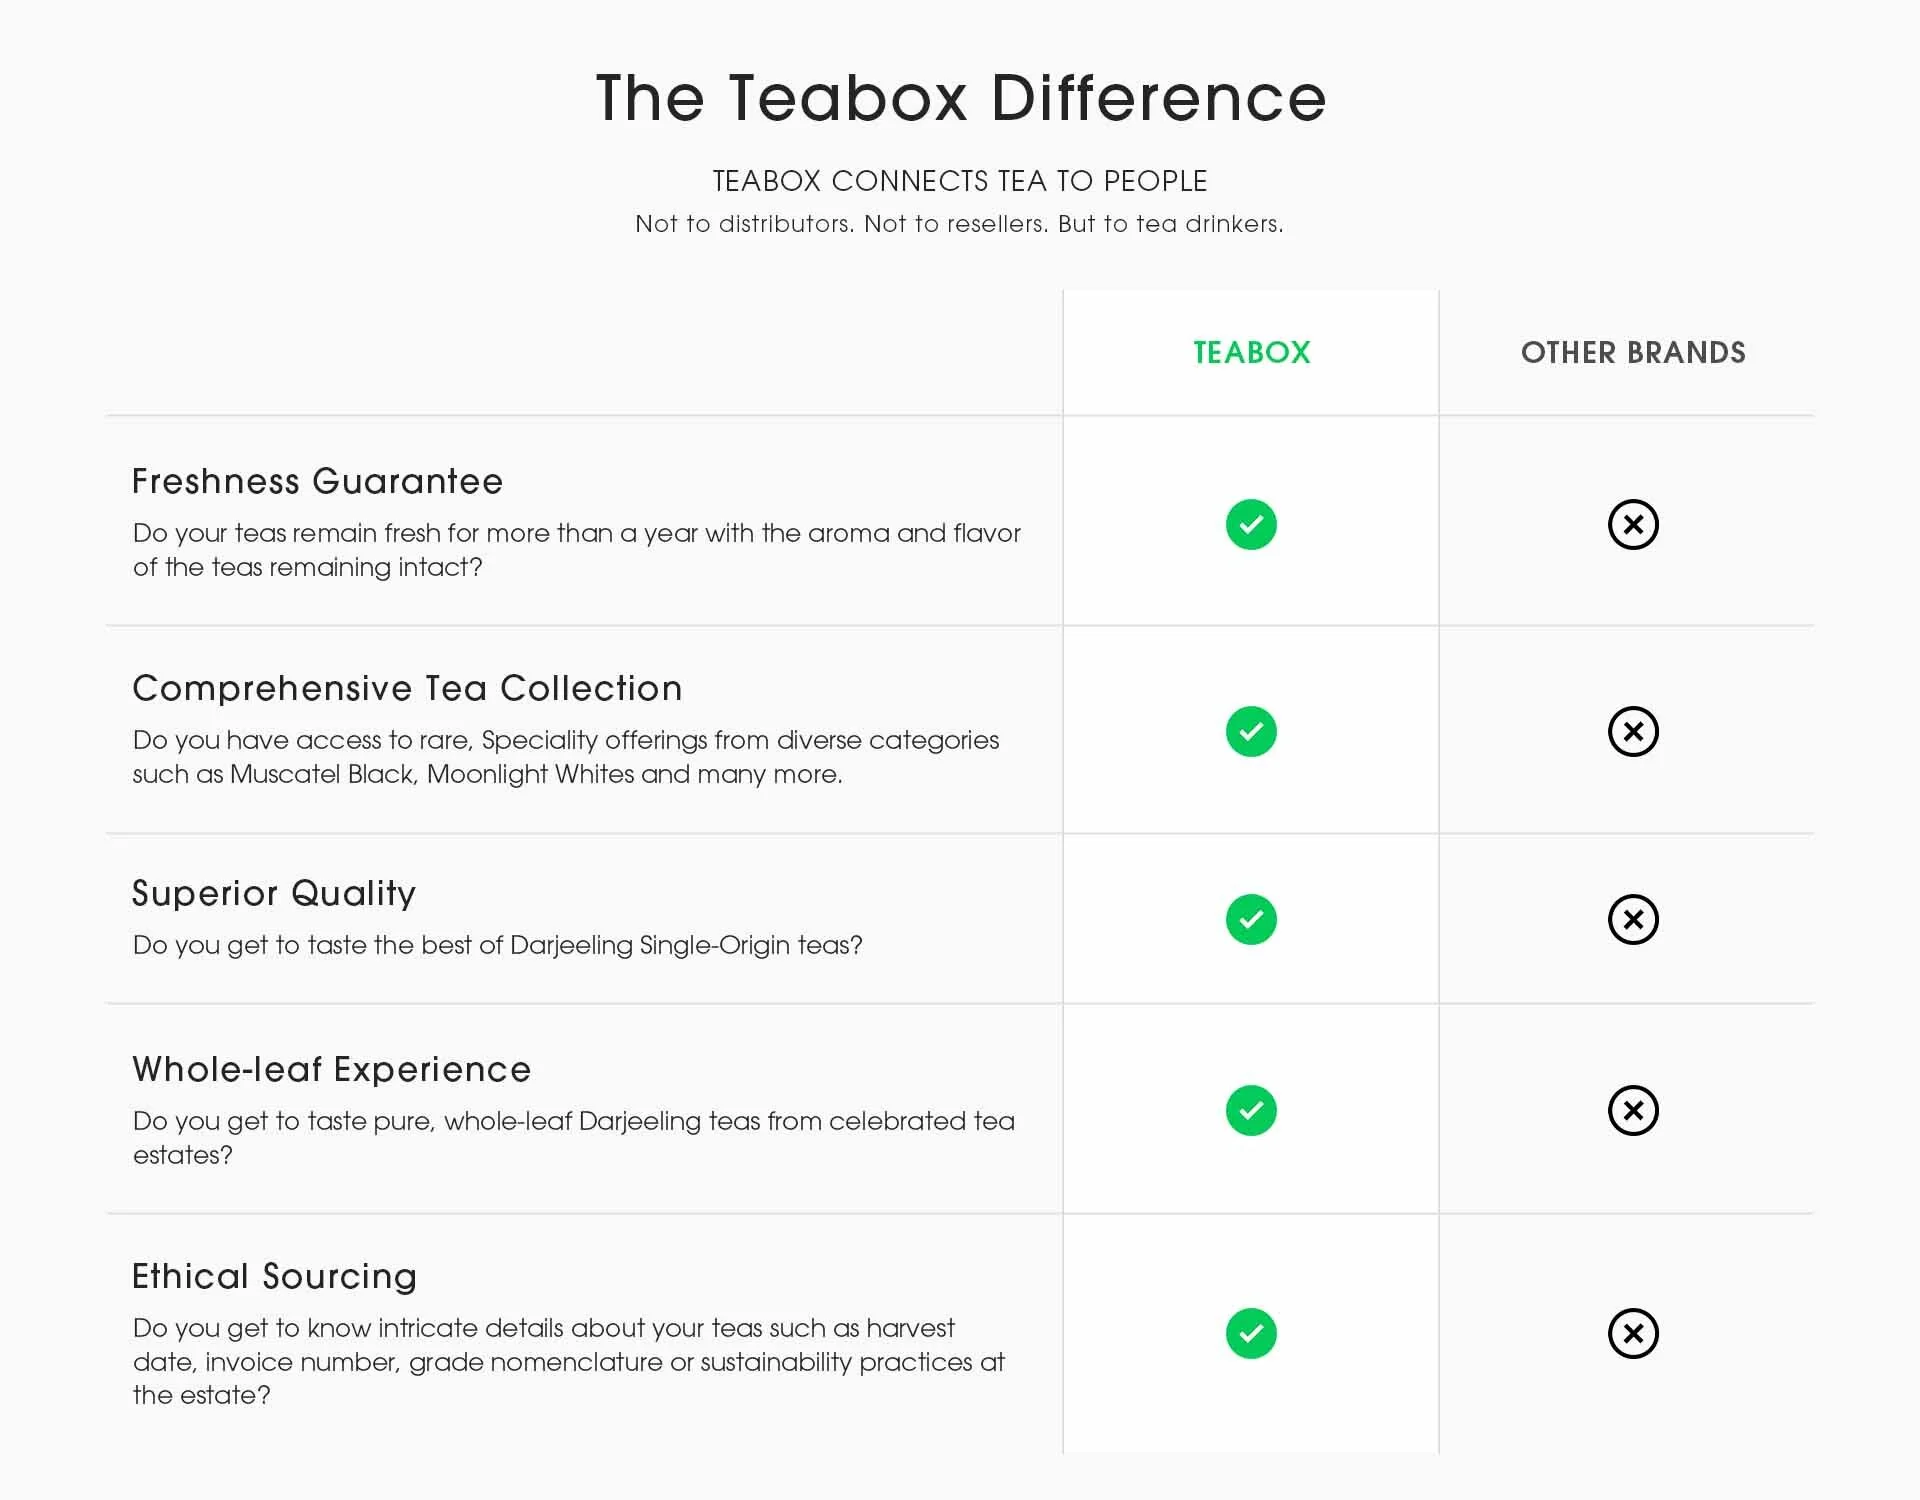 The Teabox Difference
TEABOX CONNECTS TEA TO PEOPLE
Not to distributors. Not to resellers. But to tea drinkers.
TEABOX
OTHER BRANDS
Freshness Guarantee
Do your teas remain fresh for more than a year with the aroma and flavor
of the teas remaining intact?
Comprehensive Tea Collection
Do you have access to rare, Speciality offerings from diverse categories
such as Muscatel Black, Moonlight Whites and many more.
Superior Quality
Do you get to taste the best of Darjeeling Single-Origin teas?
Whole-leaf Experience
Do you get to taste pure, whole-leaf Darjeeling teas from celebrated tea
estates?
Ethical Sourcing
Do you get to know intricate details about your teas such as harvest
date, invoice number, grade nomenclature or sustainability practices at
the estate?